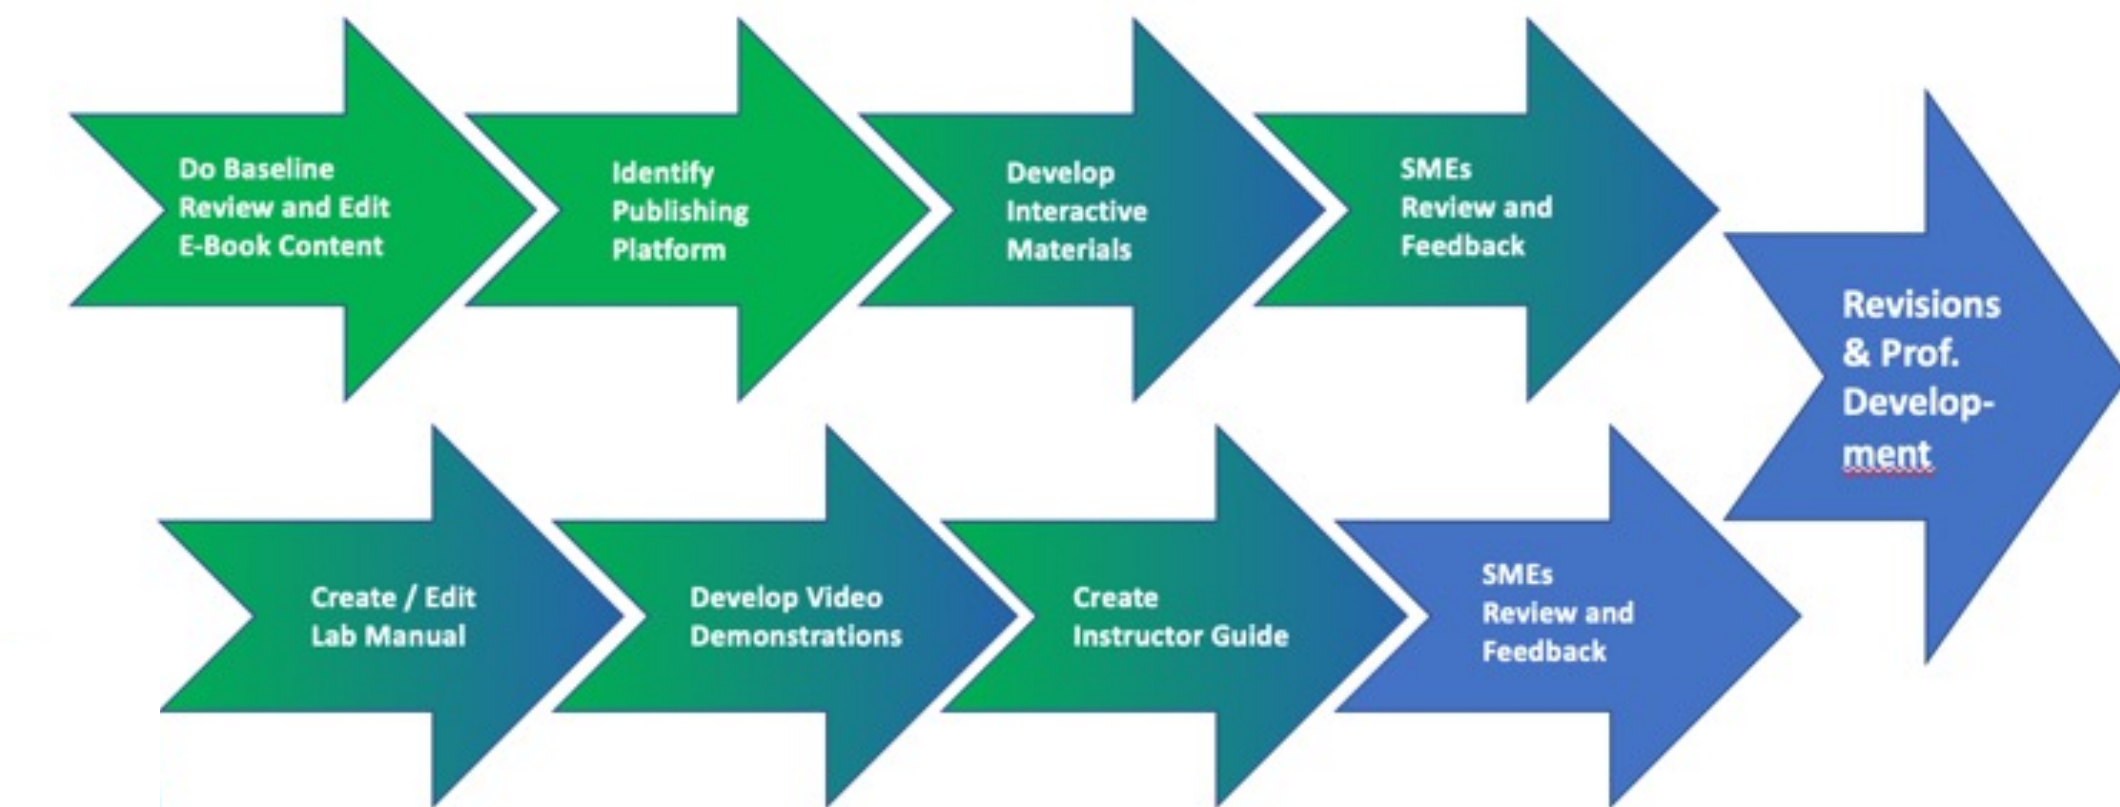 Do Baseline
Review and Edit
E-Book Content
Identify
Publishing
Platform
Develop
Interactive
Materials
SMEs
Review and
Feedback
Revisions
& Prof.
Develop-
ment
Create / Edit
Lab Manual
Develop Video
Demonstrations
Create
Instructor Guide
SMEs
Review and
Feedback